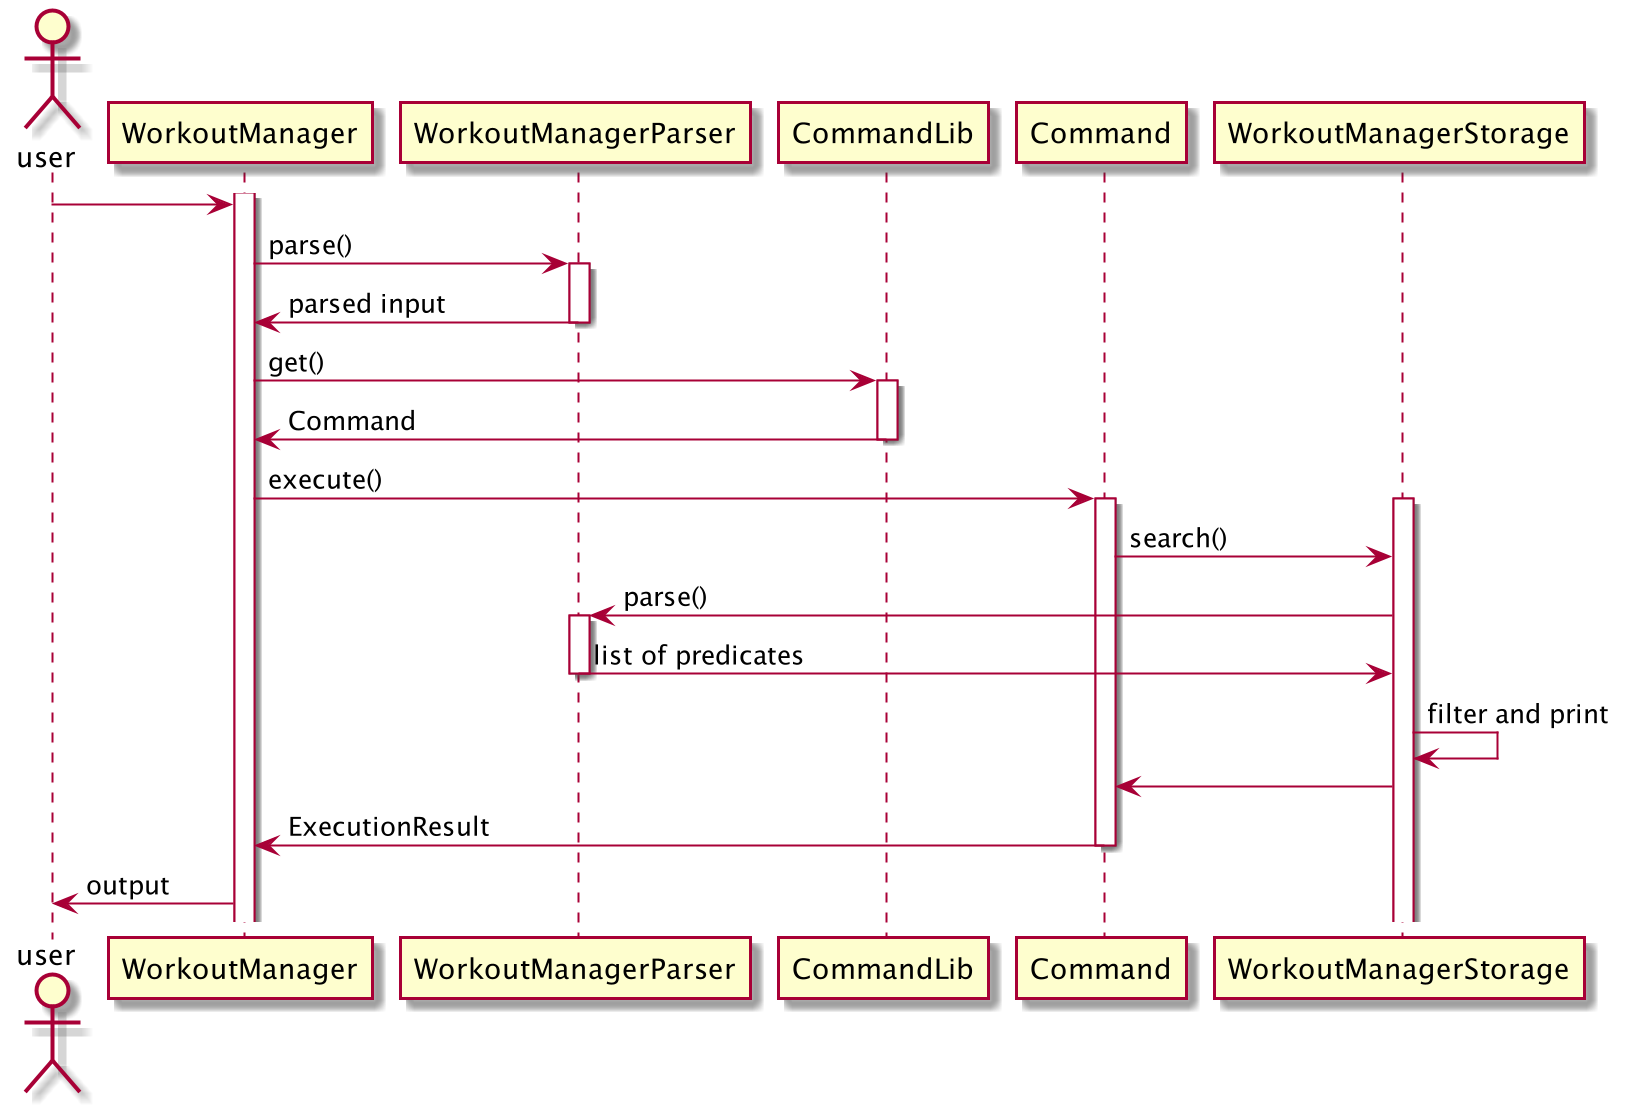 user
WorkoutManager
WorkoutManagerParser
CommandLib
Command
WorkoutManagerStorage
parse()
parsed input
get()
Command
execute()
search()
parse()
list of predicates
filter and print
ExecutionResult
output
user
WorkoutManager
WorkoutManagerParser
CommandLib
Command
WorkoutManagerStorage